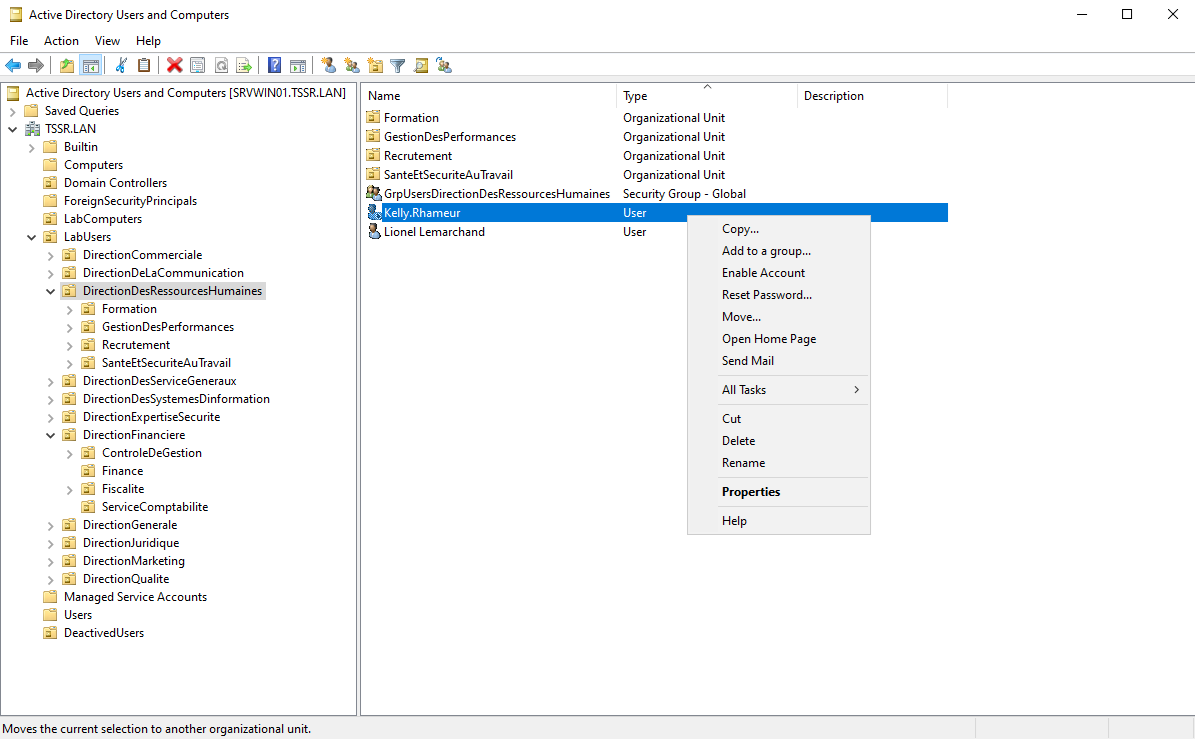 Active Directory Users and Computers
File Action View Help
Active Directory Users and Computers [SRVWIN01.TSSR.LAN]
Saved Queries
TSSR.LAN
Builtin
Computers
Domain Controllers
ForeignSecurityPrincipals
LabComputers
LabUsers
DirectionCommerciale
DirectionDeLaCommunication
DirectionDesRessourcesHumaines
Formation
GestionDesPerformances
Recrutement
SanteEtSecuriteAuTravail
DirectionDesServiceGeneraux
DirectionDesSystemesDinformation
DirectionExpertiseSecurite
DirectionFinanciere
ControleDeGestion
Finance
Fiscalite
ServiceComptabilite
DirectionGenerale
DirectionJuridique
DirectionMarketing
DirectionQualite
Managed Service Accounts
Users
DeactivedUsers
Name Type Description
Formation Organizational Unit
GestionDesPerformances Organizational Unit
Recrutement Organizational Unit
SanteEtSecuriteAuTravail Organizational Unit
GrpUsersDirectionDesRessourcesHumaines Security Group - Global
Kelly.Rhameur User
Lionel Lemarchand User
Copy...
Add to a group...
Enable Account
Reset Password...
Move...
Open Home Page
Send Mail
All Tasks
Cut
Delete
Rename
Properties
Help
Moves the current selection to another organizational unit.